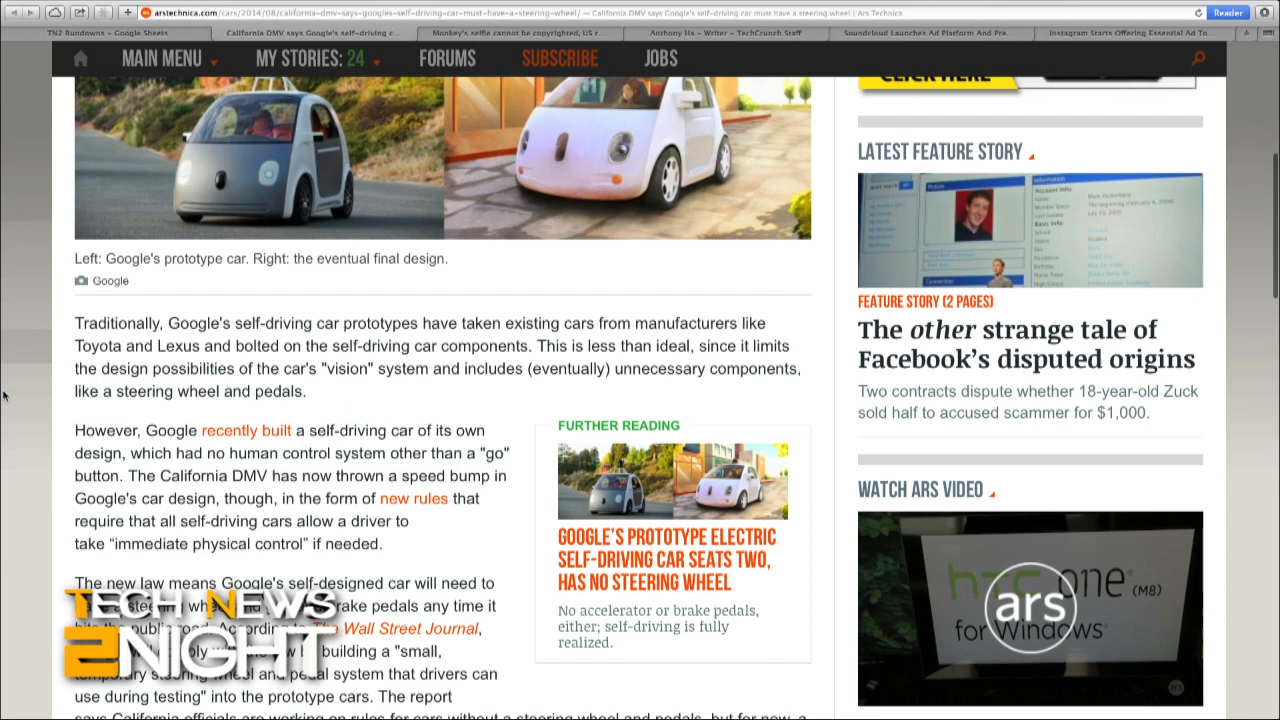 arstechnica.com/cars/2014/08/california-dmv-says-googles-self-driving-car-must-have-a-steering-wheel/ — California DMV says Google's self-driving car must have a steering wheel | Ars Technica
Reader
TN2 Rundowns – Google Sheets
California DMV says Google's self-driving c...
Monkey's selfie cannot be copyrighted, US r...
Anthony Ha – Writer – TechCrunch Staff
Soundcloud Launches Ad Platform And Pre...
Instagram Starts Offering Essential Ad To...
MAIN MENU
MY STORIES: 24
FORUMS
SUBSCRIBE
JOBS
CLICK HERE
Left: Google's prototype car. Right: the eventual final design.
Google
Traditionally, Google's self-driving car prototypes have taken existing cars from manufacturers like
Toyota and Lexus and bolted on the self-driving car components. This is less than ideal, since it limits
the design possibilities of the car's "vision" system and includes (eventually) unnecessary components,
like a steering wheel and pedals.
However, Google recently built a self-driving car of its own
design, which had no human control system other than a "go"
button. The California DMV has now thrown a speed bump in
Google's car design, though, in the form of new rules that
require that all self-driving cars allow a driver to
take “immediate physical control” if needed.
The new law means Google's self-designed car will need to
brake pedals any time it
The Wall Street Journal,
building a "small,
wheel and pedal system that drivers can
use during testing" into the prototype cars. The report
says California officials are working on rules for cars without a steering wheel and pedals, but for now, a
FURTHER READING
GOOGLE'S PROTOTYPE ELECTRIC
SELF-DRIVING CAR SEATS TWO,
HAS NO STEERING WHEEL
No accelerator or brake pedals,
either; self-driving is fully
realized.
LATEST FEATURE STORY
Picture
Information
Account Info:
Basic Info:
Connection
FEATURE STORY (2 PAGES)
The other strange tale of
Facebook’s disputed origins
Two contracts dispute whether 18-year-old Zuck
sold half to accused scammer for $1,000.
WATCH ARS VIDEO
htc one (M8)
for Windows®
ars
TECH NEWS
2NIGHT